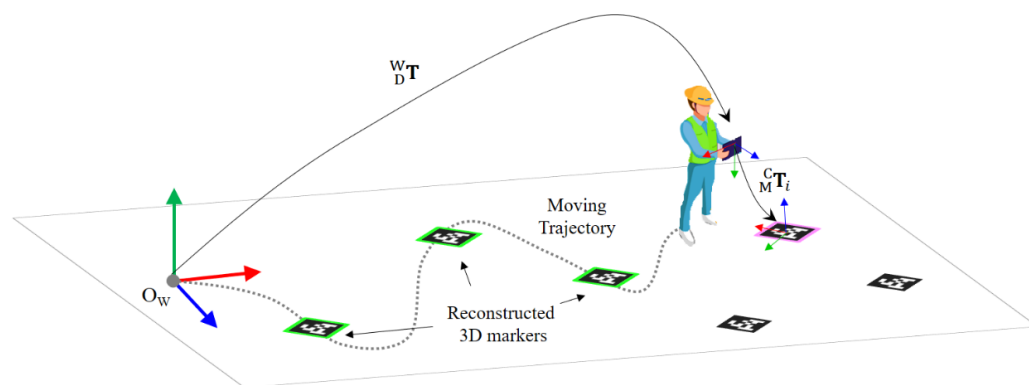 W
D T
C
M T i
Moving
Trajectory
O W
Reconstructed
3D markers